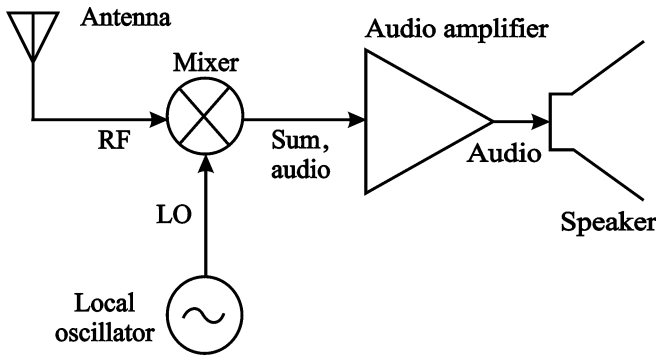 Antenna
Mixer
Audio amplifier
RF
Sum,
audio
Audio
LO
Speaker
Local
oscillator